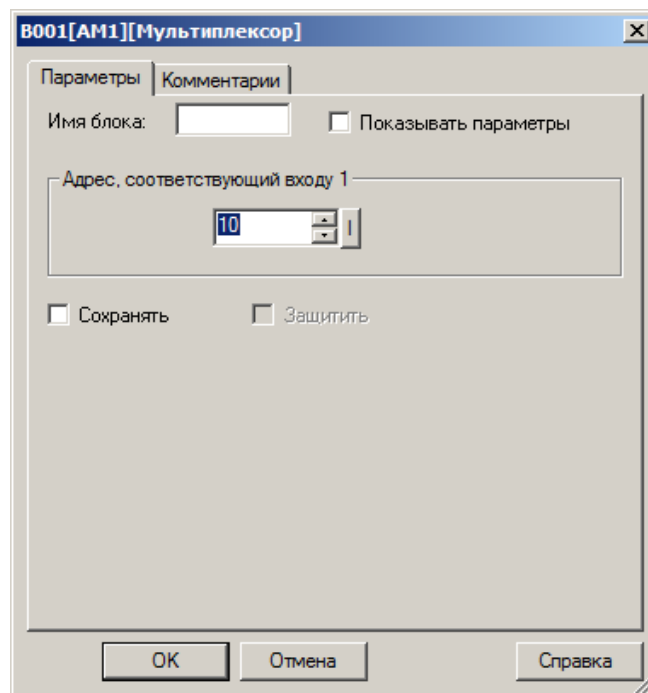 B001[AM1][Мультиплексор]
Параметры Комментарии
Имя блока: Показывать параметры
Адрес, соответствующий входу 1
10 I
Сохранять Защитить
OK Отмена Справка